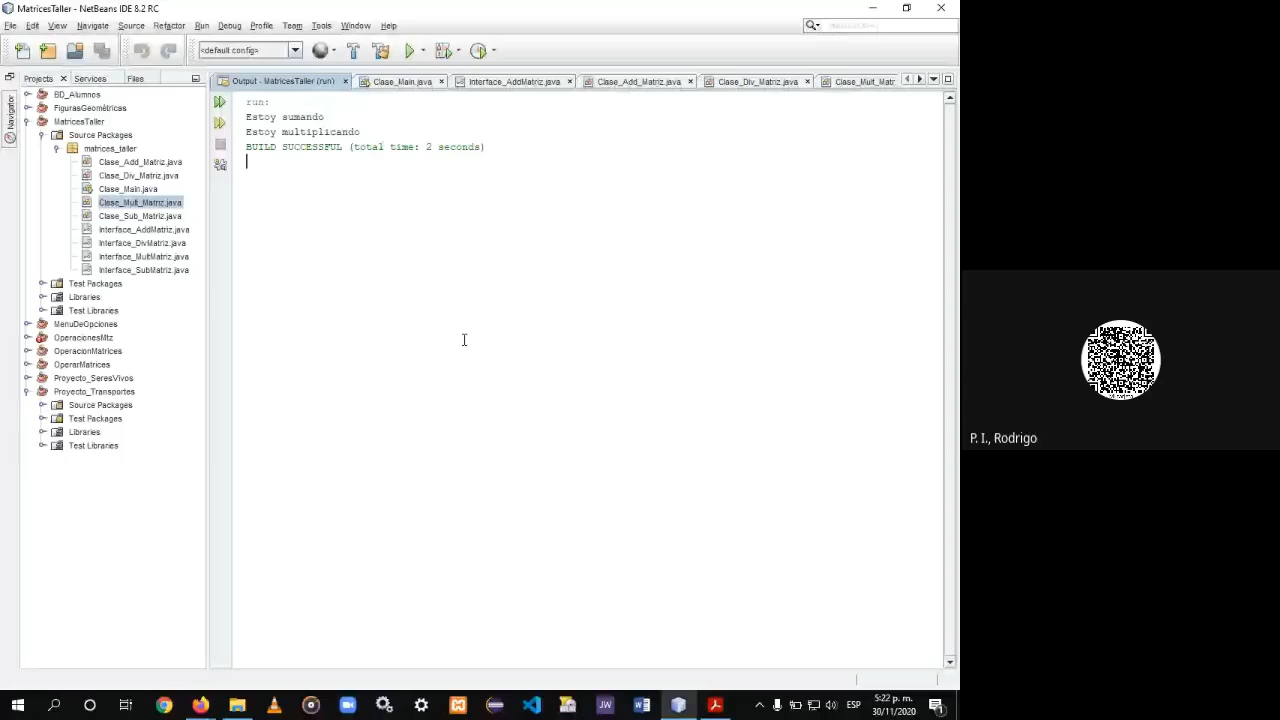 MatricesTaller - NetBeans IDE 8.2 RC
File Edit View Navigate Source Refactor Run Debug Profile Team Tools Window Help
<default config>
Projects Services Files
Output - MatricesTaller (run) Clase_Main.java Interface_AddMatriz.java Clase_Add_Matriz.java Clase_Div_Matriz.java Clase_Mult_Matr
Navigator
BD_Alumnos
FigurasGeométricas
MatricesTaller
Source Packages
matrices_taller
Clase_Add_Matriz.java
Clase_Div_Matriz.java
Clase_Main.java
Clase_Mult_Matriz.java
Clase_Sub_Matriz.java
Interface_AddMatriz.java
Interface_DivMatriz.java
Interface_MultMatriz.java
Interface_SubMatriz.java
Test Packages
Libraries
Test Libraries
MenuDeOpciones
OperacionesMtz
OperacionMatrices
OperarMatrices
Proyecto_SeresVivos
Proyecto_Transportes
Source Packages
Test Packages
Libraries
Test Libraries
run:
Estoy sumando
Estoy multiplicando
BUILD SUCCESSFUL (total time: 2 seconds)
P. I., Rodrigo
JW
ESP
5:22 p. m.
30/11/2020
1